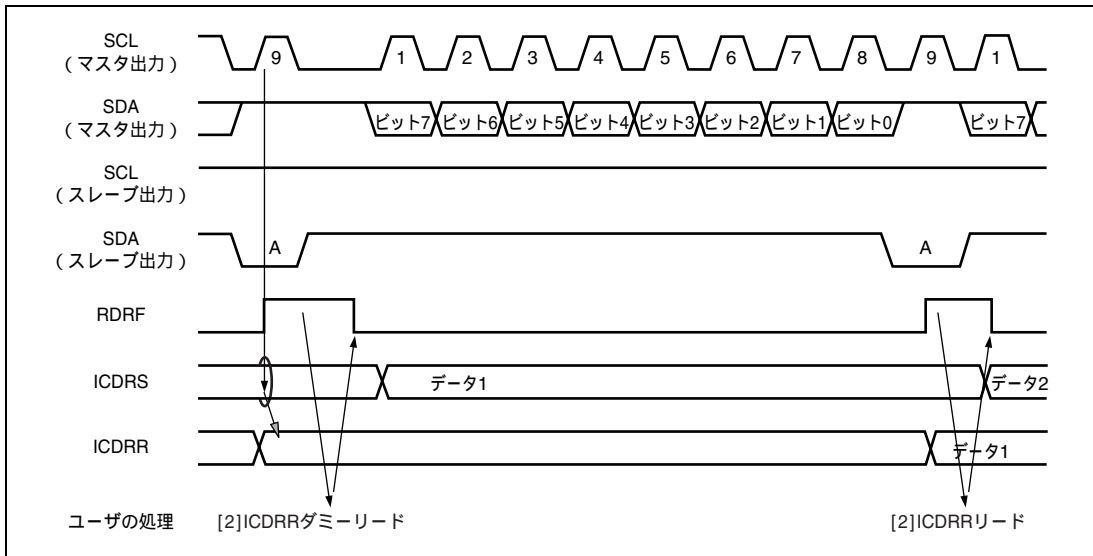 SCL
（マスタ出力）
9 1 2 3 4 5 6 7 8 9 1
SDA
（マスタ出力）
ビット7 ビット6 ビット5 ビット4 ビット3 ビット2 ビット1 ビット0 ビット7
SCL
（スレーブ出力）
SDA
（スレーブ出力）
A A
RDRF
ICDRS
データ1 データ2
ICDRR
データ1
ユーザの処理 [2]ICDRRダミーリード [2]ICDRRリード